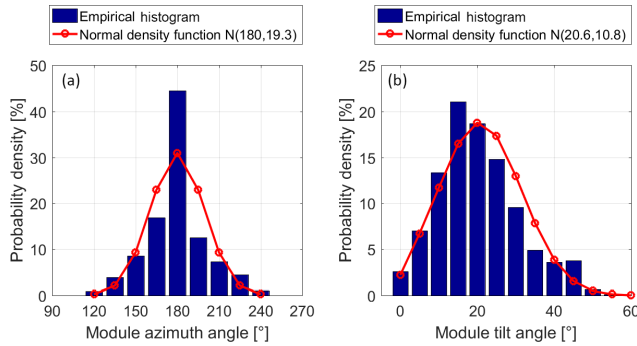 Empirical histogram
Normal density function N(180,19.3)
Empirical histogram
Normal density function N(20.6,10.8)
(a)
Probability density [%]
50
40
30
20
10
0
90 120 150 180 210 240 270
Module azimuth angle [°]
(b)
Probability density [%]
25
20
15
10
5
0
0 20 40 60
Module tilt angle [°]